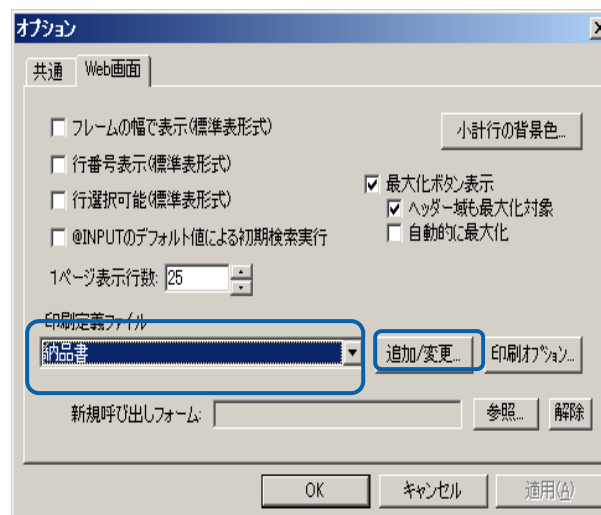 オプション
共通 Web画面
フレームの幅で表示(標準表形式)
小計行の背景色...
行番号表示(標準表形式)
最大化ボタン表示
行選択可能(標準表形式)
ヘッダー域も最大化対象
@INPUTのデフォルト値による初期検索実行
自動的に最大化
1ページ表示行数: 25
印刷定義ファイル
納品書 追加/変更... 印刷オプション...
新規呼び出しフォーム: 参照... 解除
OK キャンセル 適用(A)